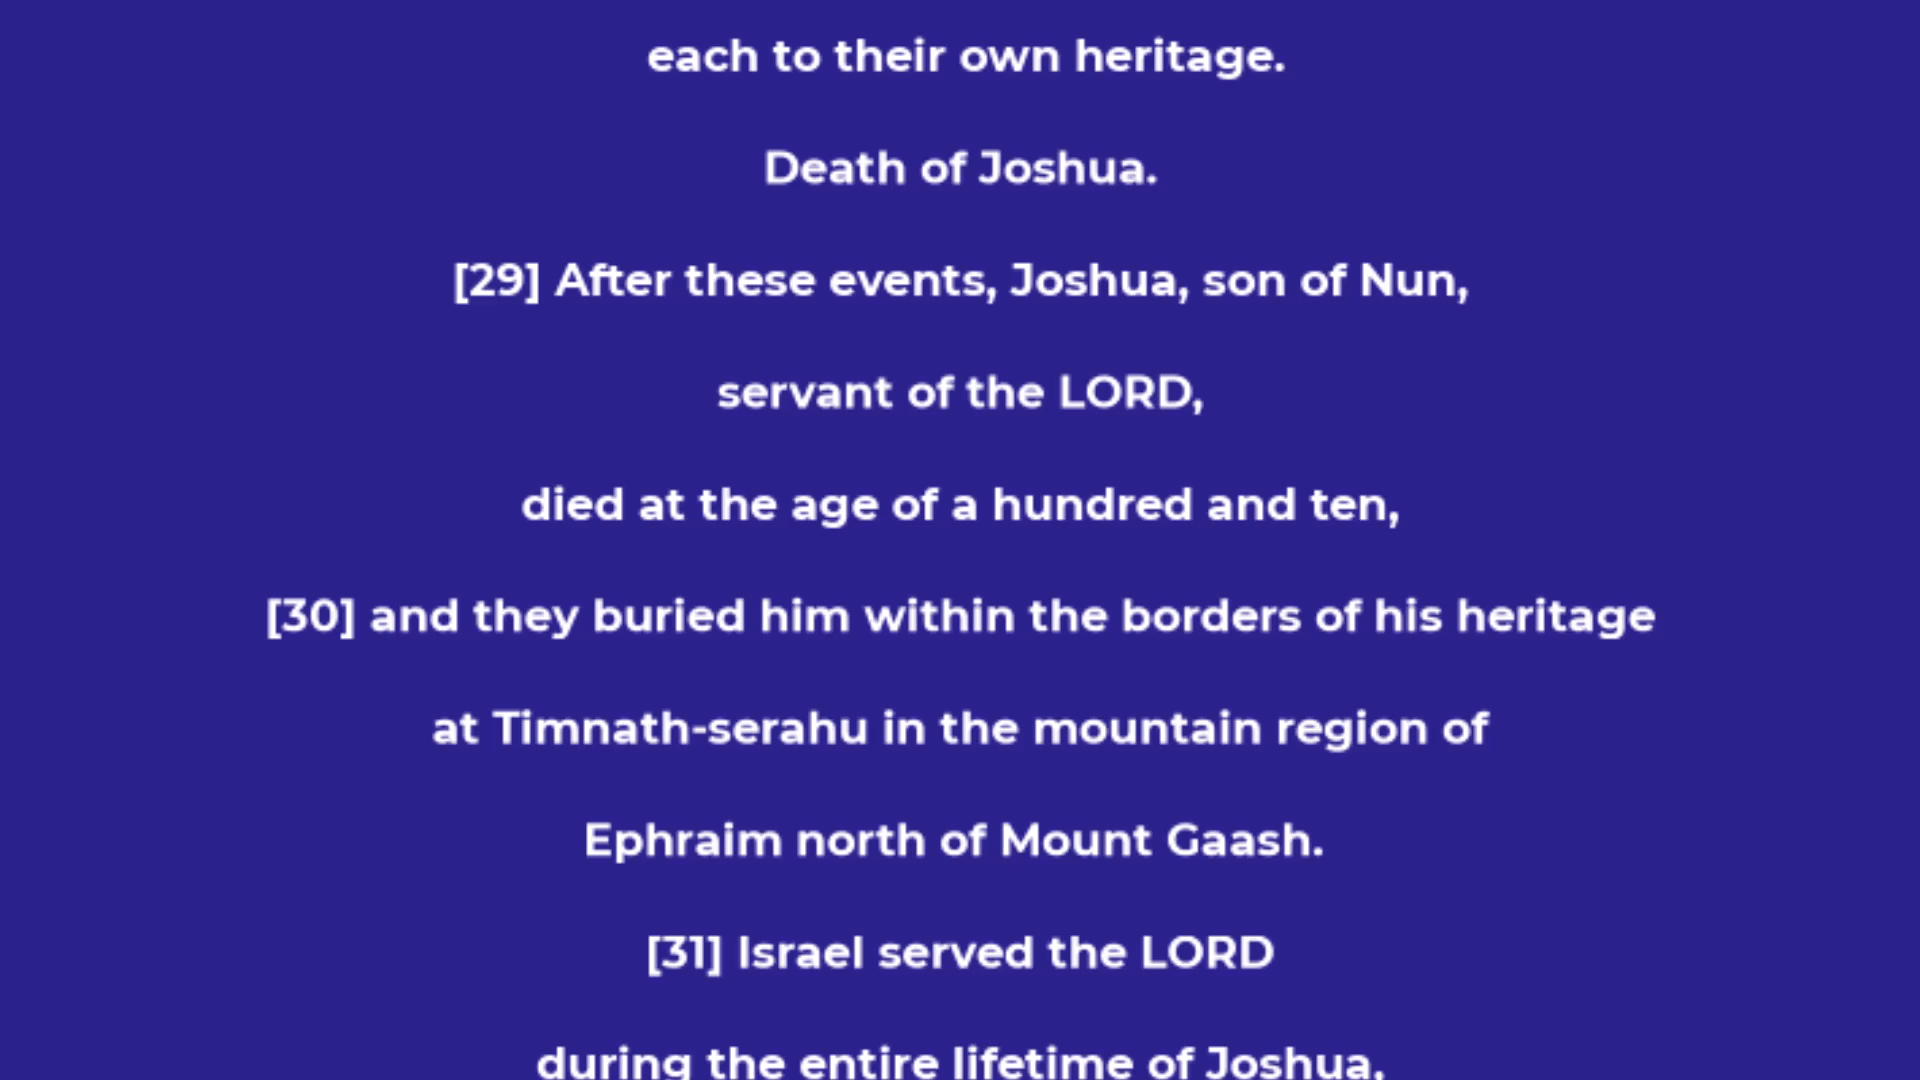 each to their own heritage.
Death of Joshua.
[29] After these events, Joshua, son of Nun,
servant of the LORD,
died at the age of a hundred and ten,
[30] and they buried him within the borders of his heritage
at Timnath-serahu in the mountain region of
Ephraim north of Mount Gaash.
[31] Israel served the LORD
during the entire lifetime of Joshua,